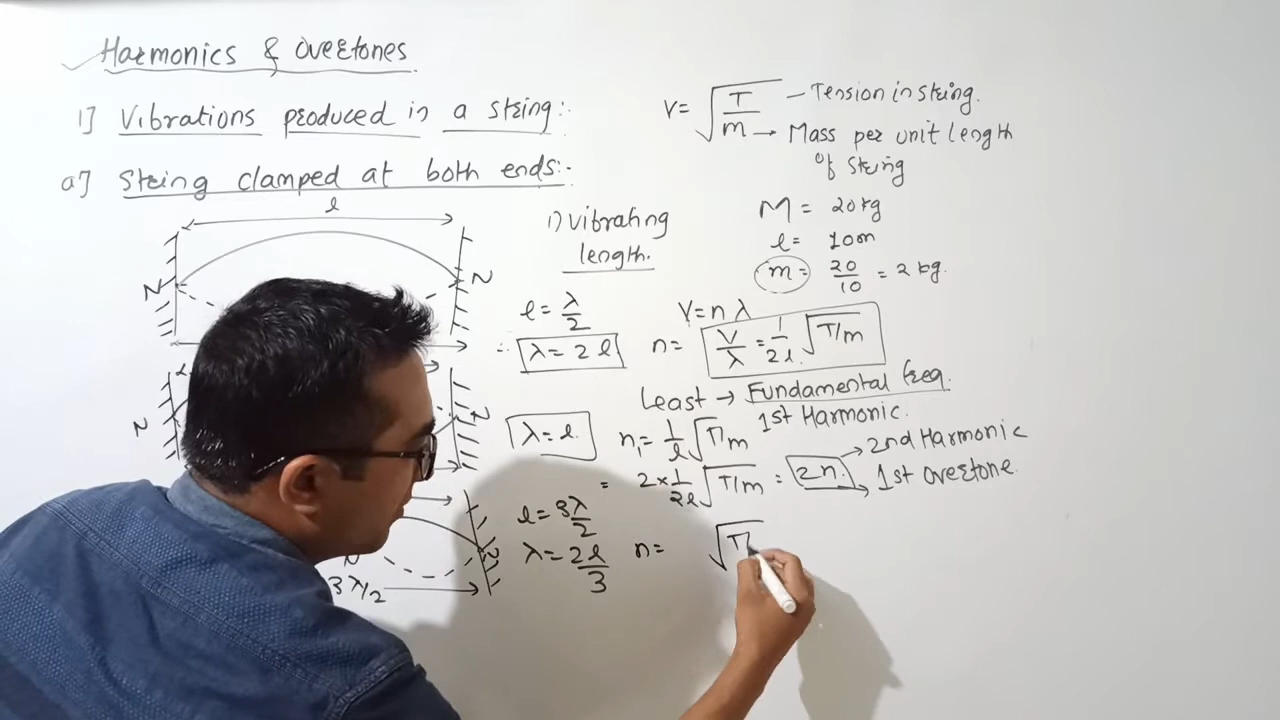 Harmonics & Overtones
1] Vibrations produced in a string:-
a] String clamped at both ends:-
V= √T/m – Tension in string.
→ Mass per unit length of string
l
N
N
1) Vibrating length.
M = 20 kg
l = 10m
m = 20/10 = 2 kg.
l = λ/2
∴ λ = 2l
V = n λ
n = V/λ = 1/2l √T/m
Least → Fundamental freq.
1st Harmonic.
N
N
λ = l.
n₁ = 1/l √T/m
= 2 × 1/2l √T/m = 2n.
→ 2nd Harmonic
→ 1st Overtone.
l = 3λ/2
λ = 2l/3
n = √T
N
3λ/2